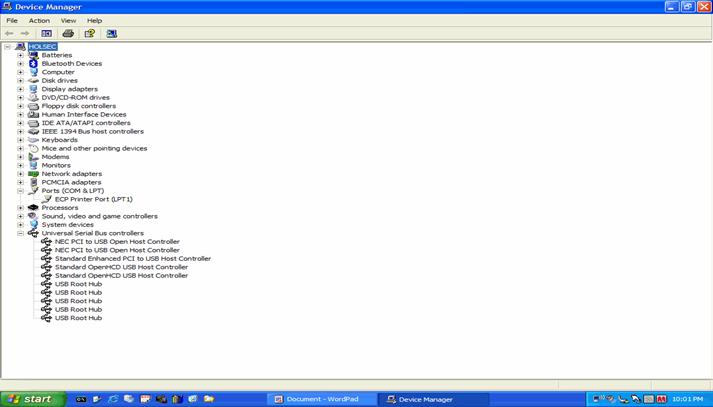 Device Manager
File Action View Help
HOLSEC
Batteries
Bluetooth Devices
Computer
Disk drives
Display adapters
DVD/CD-ROM drives
Floppy disk controllers
Human Interface Devices
IDE ATA/ATAPI controllers
IEEE 1394 Bus host controllers
Keyboards
Mice and other pointing devices
Modems
Monitors
Network adapters
PCMCIA adapters
Ports (COM & LPT)
ECP Printer Port (LPT1)
Processors
Sound, video and game controllers
System devices
Universal Serial Bus controllers
NEC PCI to USB Open Host Controller
NEC PCI to USB Open Host Controller
Standard Enhanced PCI to USB Host Controller
Standard OpenHCD USB Host Controller
Standard OpenHCD USB Host Controller
USB Root Hub
USB Root Hub
USB Root Hub
USB Root Hub
USB Root Hub
start Document - WordPad Device Manager 10:01 PM